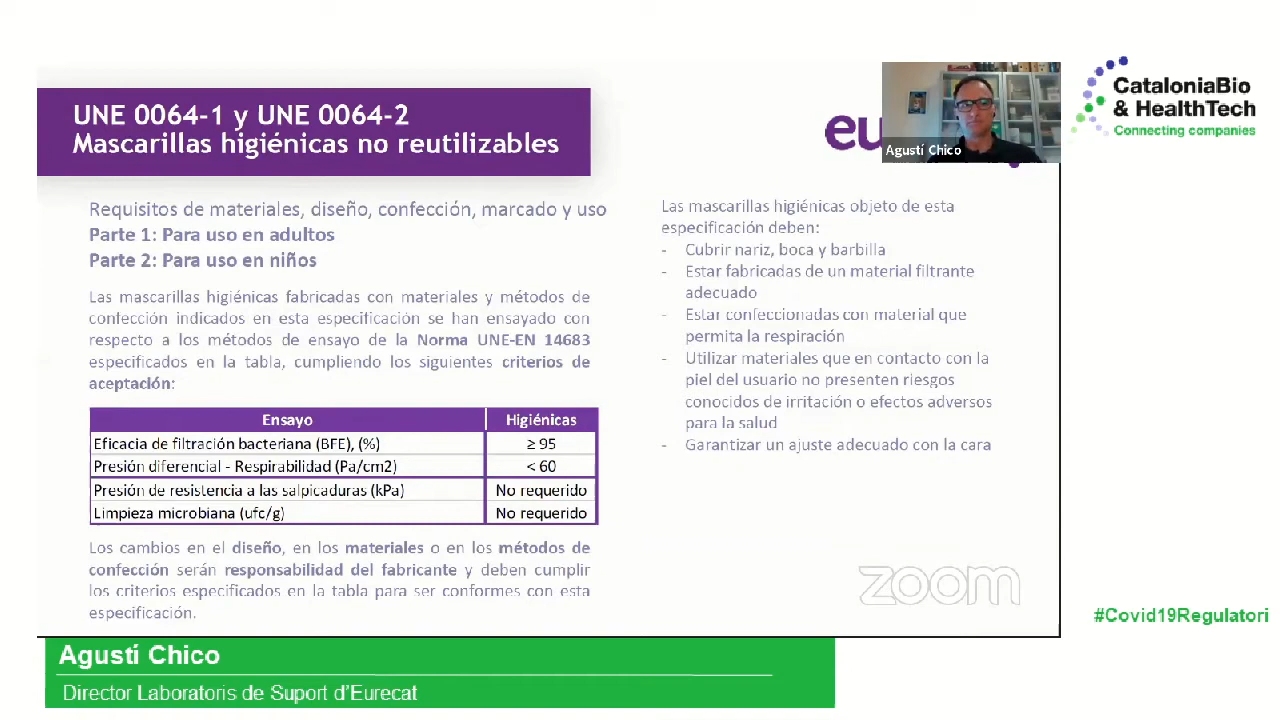 UNE 0064-1 y UNE 0064-2
Mascarillas higiénicas no reutilizables
eu
Agustí Chico
CataloniaBio
& HealthTech
Connecting companies
Requisitos de materiales, diseño, confección, marcado y uso
Parte 1: Para uso en adultos
Parte 2: Para uso en niños
Las mascarillas higiénicas fabricadas con materiales y métodos de
confección indicados en esta especificación se han ensayado con
respecto a los métodos de ensayo de la Norma UNE-EN 14683
especificados en la tabla, cumpliendo los siguientes criterios de
aceptación:
Ensayo Higiénicas
Eficacia de filtración bacteriana (BFE), (%) ≥ 95
Presión diferencial - Respirabilidad (Pa/cm2) < 60
Presión de resistencia a las salpicaduras (kPa) No requerido
Limpieza microbiana (ufc/g) No requerido
Los cambios en el diseño, en los materiales o en los métodos de
confección serán responsabilidad del fabricante y deben cumplir
los criterios especificados en la tabla para ser conformes con esta
especificación.
Las mascarillas higiénicas objeto de esta
especificación deben:
- Cubrir nariz, boca y barbilla
- Estar fabricadas de un material filtrante
adecuado
- Estar confeccionadas con material que
permita la respiración
- Utilizar materiales que en contacto con la
piel del usuario no presenten riesgos
conocidos de irritación o efectos adversos
para la salud
- Garantizar un ajuste adecuado con la cara
zoom
#Covid19Regulatori
Agustí Chico
Director Laboratoris de Suport d'Eurecat